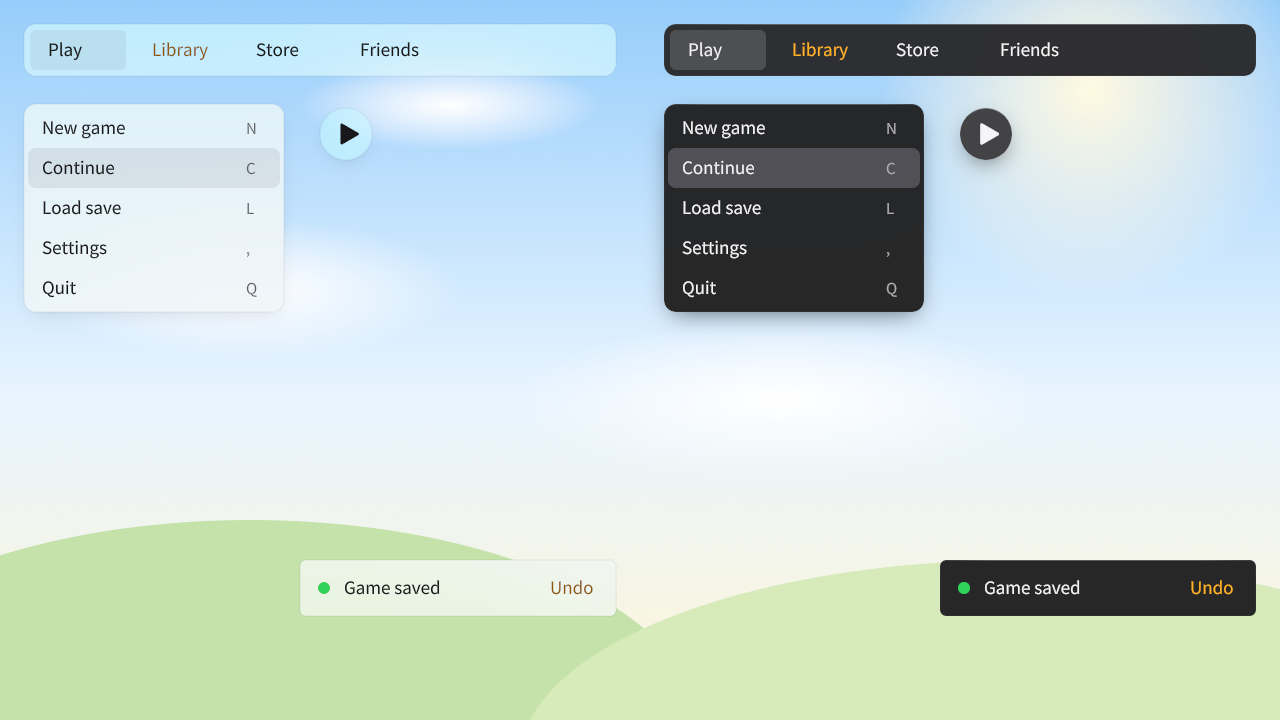 Play Library Store Friends
New game N
Continue C
Load save L
Settings ,
Quit Q
Game saved Undo
Play Library Store Friends
New game N
Continue C
Load save L
Settings ,
Quit Q
Game saved Undo